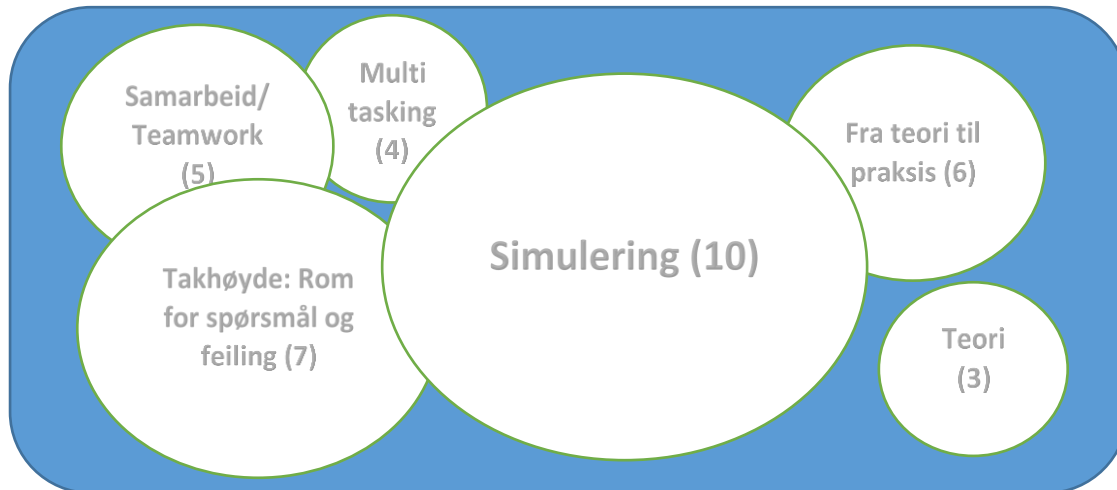 Samarbeid/
Teamwork
(5)
Multi
tasking
(4)
Simulering (10)
Fra teori til
praksis (6)
Takhøyde: Rom
for spørsmål og
feiling (7)
Teori
(3)